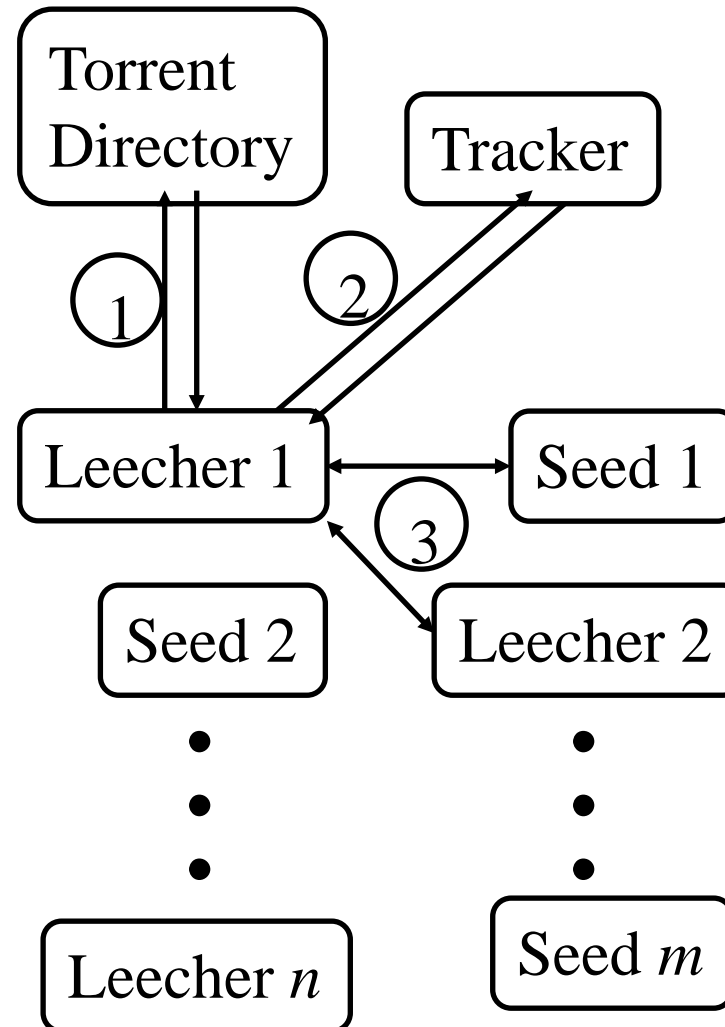 Torrent
Directory
Tracker
1
2
Leecher 1
Seed 1
3
Seed 2
Leecher 2
Leecher n
Seed m